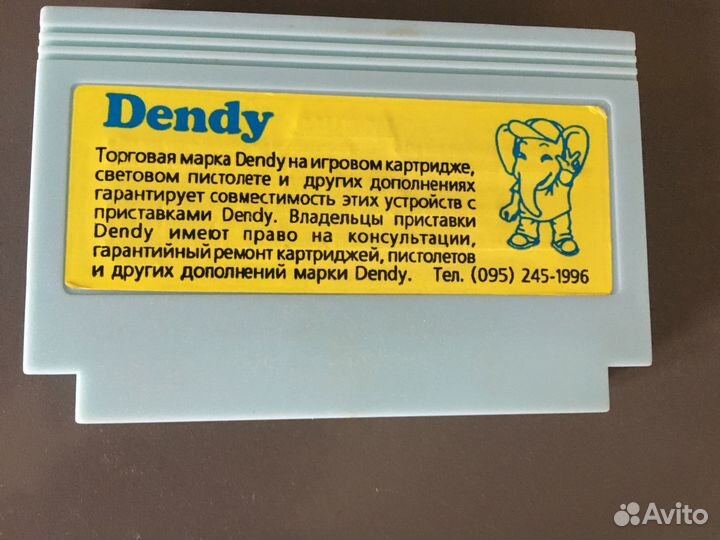 Dendy
Торговая марка Dendy на игровом картридже,
световом пистолете и других дополнениях
гарантирует совместимость этих устройств с
приставками Dendy. Владельцы приставки
Dendy имеют право на консультации,
гарантийный ремонт картриджей, пистолетов
и других дополнений марки Dendy. Тел. (095) 245-1996
Avito